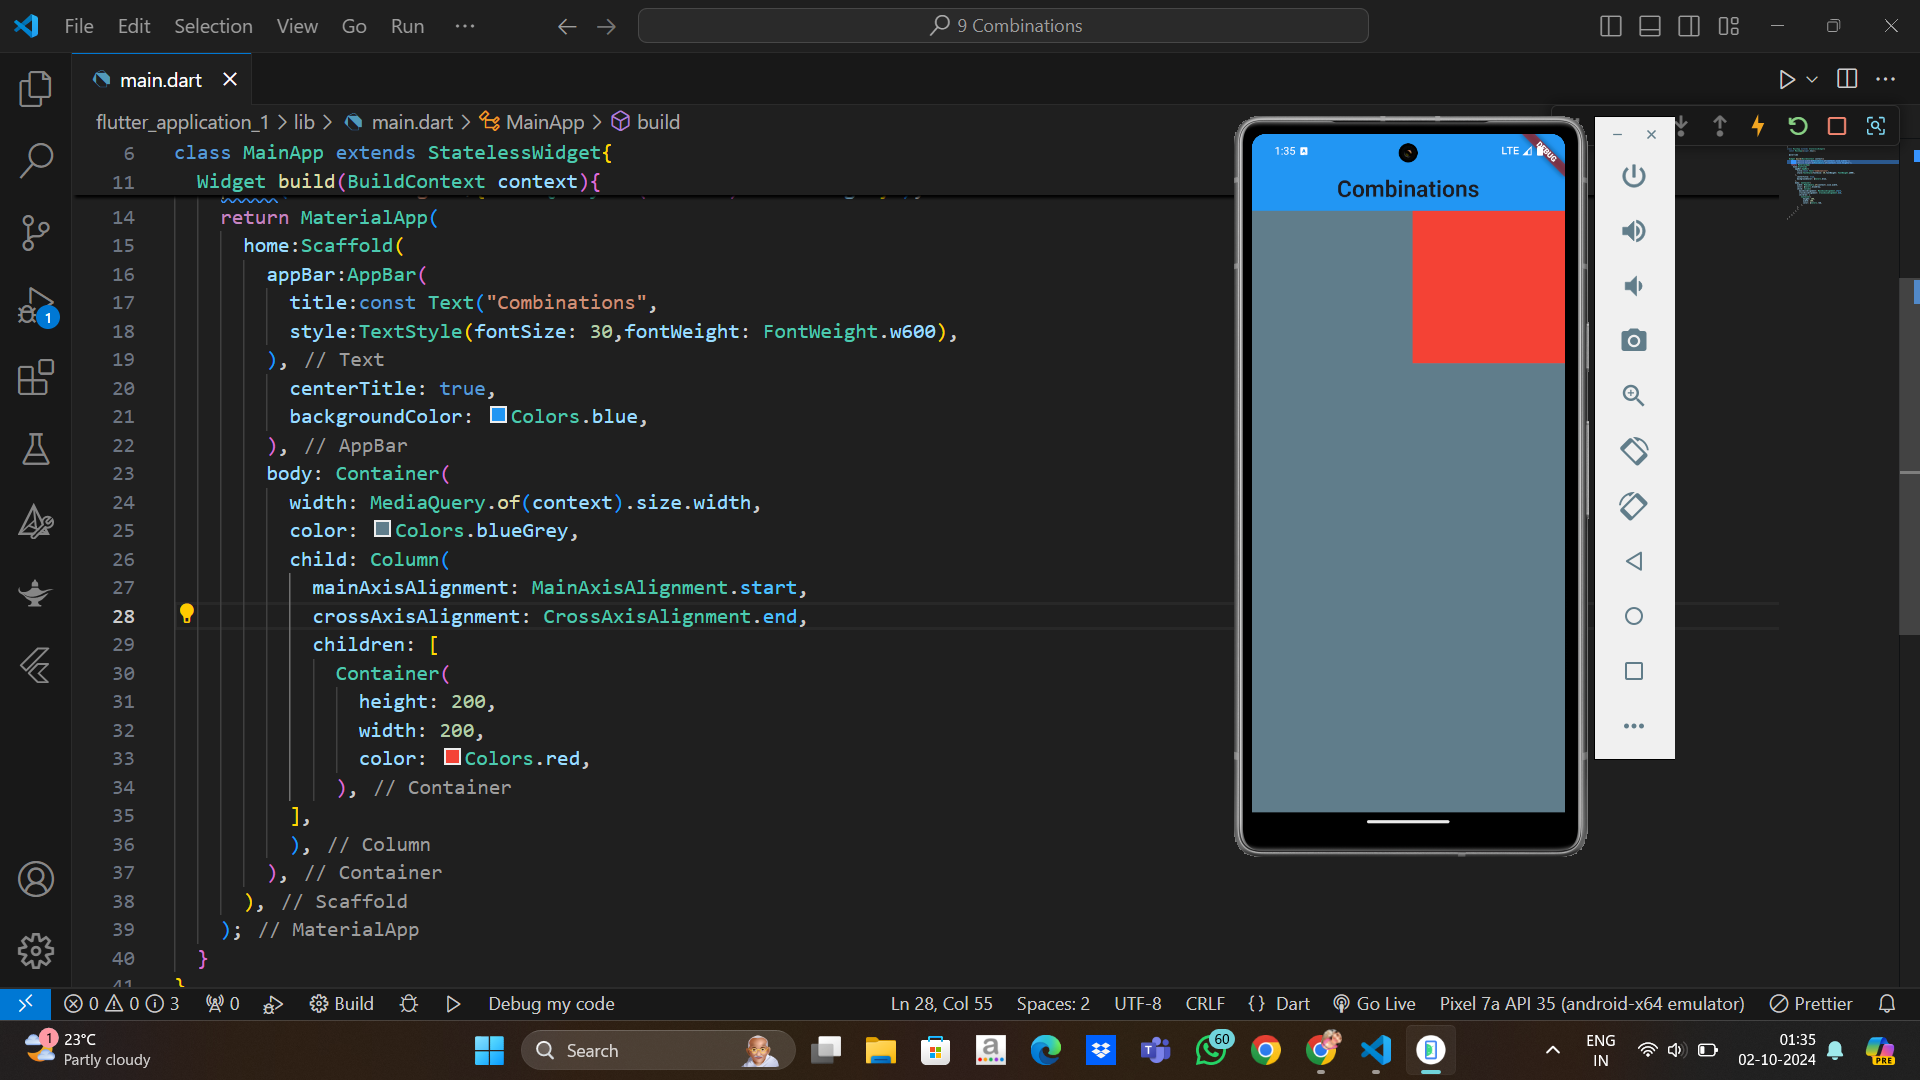 File Edit Selection View Go Run ··· 9 Combinations
main.dart
flutter_application_1 > lib > main.dart > MainApp > build
6 class MainApp extends StatelessWidget{
11 Widget build(BuildContext context){
14 return MaterialApp(
15 home:Scaffold(
16 appBar:AppBar(
17 title:const Text("Combinations",
18 style:TextStyle(fontSize: 30,fontWeight: FontWeight.w600),
19 ), // Text
20 centerTitle: true,
21 backgroundColor: Colors.blue,
22 ), // AppBar
23 body: Container(
24 width: MediaQuery.of(context).size.width,
25 color: Colors.blueGrey,
26 child: Column(
27 mainAxisAlignment: MainAxisAlignment.start,
28 crossAxisAlignment: CrossAxisAlignment.end,
29 children: [
30 Container(
31 height: 200,
32 width: 200,
33 color: Colors.red,
34 ), // Container
35 ],
36 ), // Column
37 ), // Container
38 ), // Scaffold
39 ); // MaterialApp
40 }
41 }
1:35 LTE DEBUG
Combinations
1
0 0 3 0 Build Debug my code Ln 28, Col 55 Spaces: 2 UTF-8 CRLF {} Dart Go Live Pixel 7a API 35 (android-x64 emulator) Prettier
1 23°C
Partly cloudy
Search
60
ENG
IN
01:35
02-10-2024
PRE